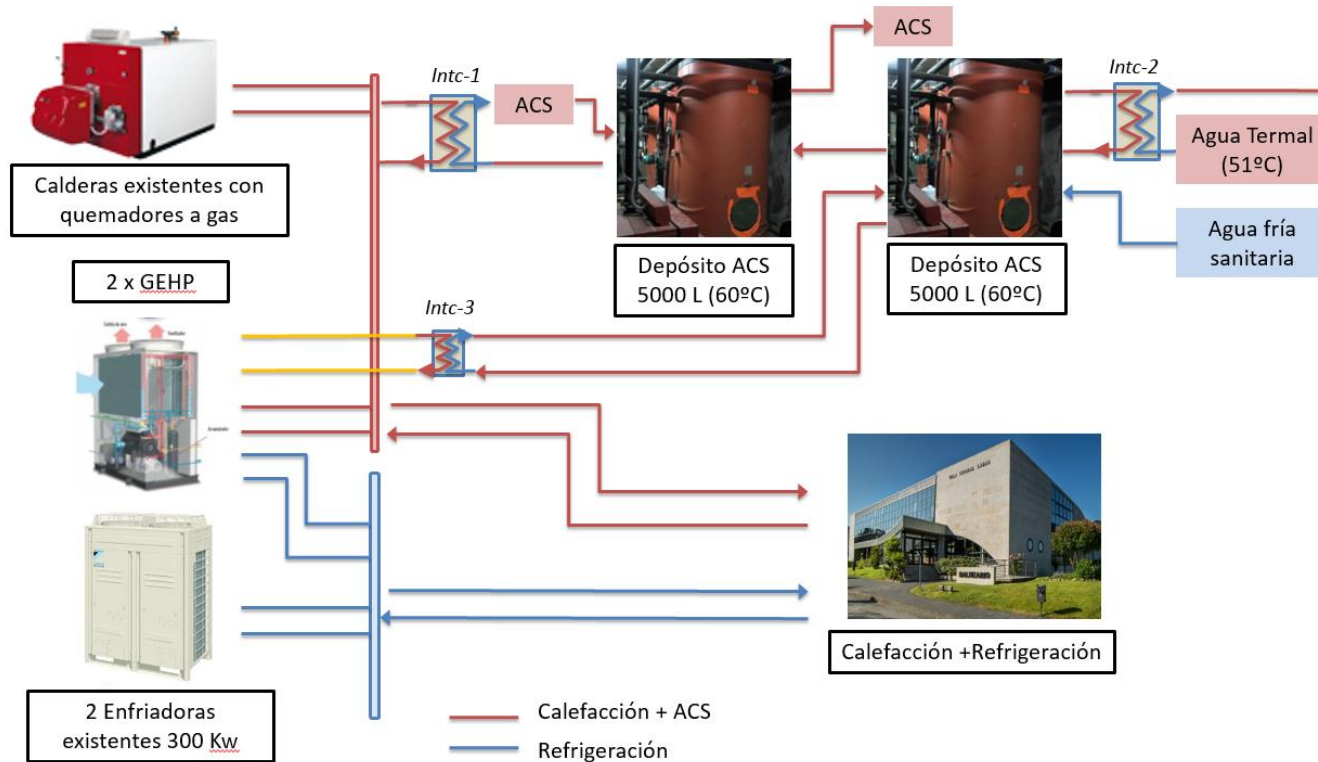 ACS
Intc-1
ACS
Intc-2
Agua Termal
(51ºC)
Calderas existentes con
quemadores a gas
Agua fría
sanitaria
Depósito ACS
5000 L (60ºC)
Depósito ACS
5000 L (60ºC)
2 x GEHP
Intc-3
BALNEARIO
Calefacción +Refrigeración
2 Enfriadoras
existentes 300 Kw
Calefacción + ACS
Refrigeración